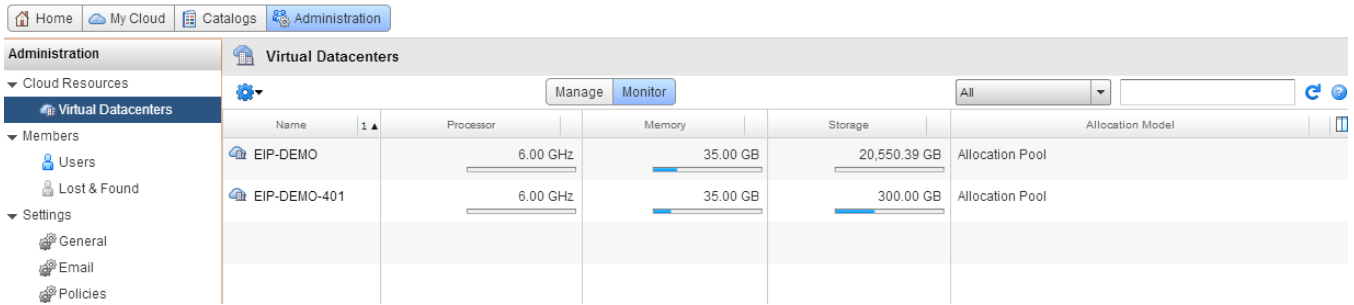 Home My Cloud Catalogs Administration
Administration
Virtual Datacenters
Cloud Resources
Manage Monitor All
Virtual Datacenters
Name 1 Processor Memory Storage Allocation Model
Members
EIP-DEMO 6.00 GHz 35.00 GB 20,550.39 GB Allocation Pool
Users
Lost & Found
EIP-DEMO-401 6.00 GHz 35.00 GB 300.00 GB Allocation Pool
Settings
General
Email
Policies